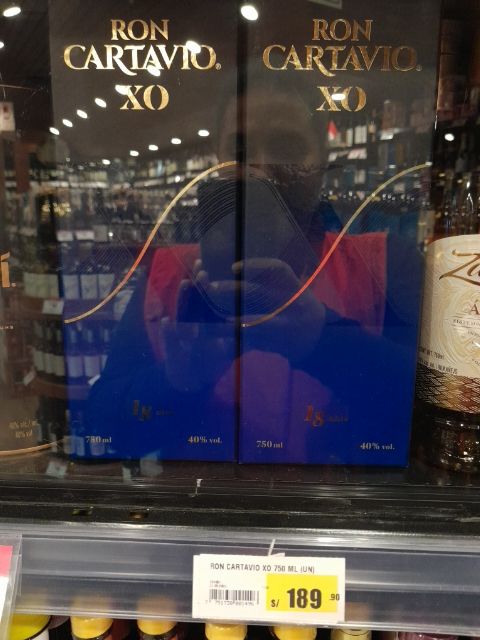 RON
CARTAVIO
XO
RON
CARTAVIO
XO
18
750 ml
40% vol.
18
750 ml
40% vol.
Za
RON CARTAVIO XO 750 ML (UN)
S/ 189.90